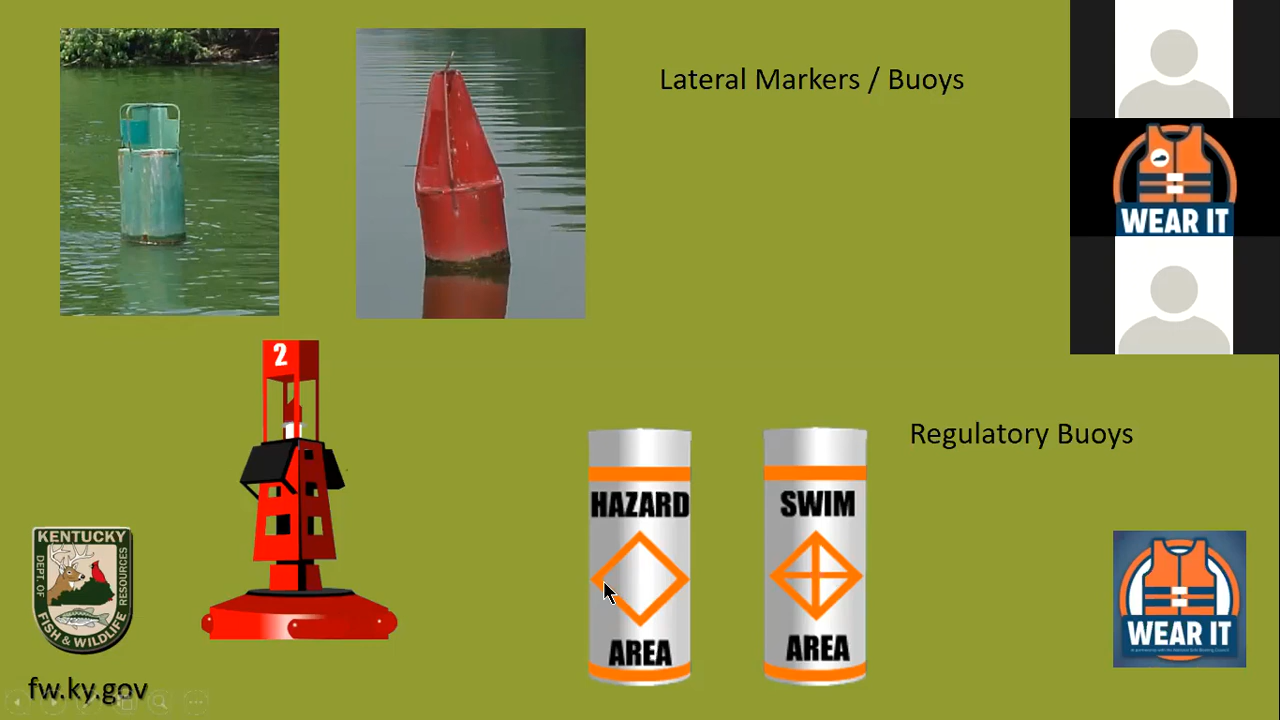 Lateral Markers / Buoys
WEAR IT
2
Regulatory Buoys
HAZARD
AREA
SWIM
AREA
KENTUCKY
DEPT. OF
FISH & WILDLIFE
RESOURCES
WEAR IT
fw.ky.gov